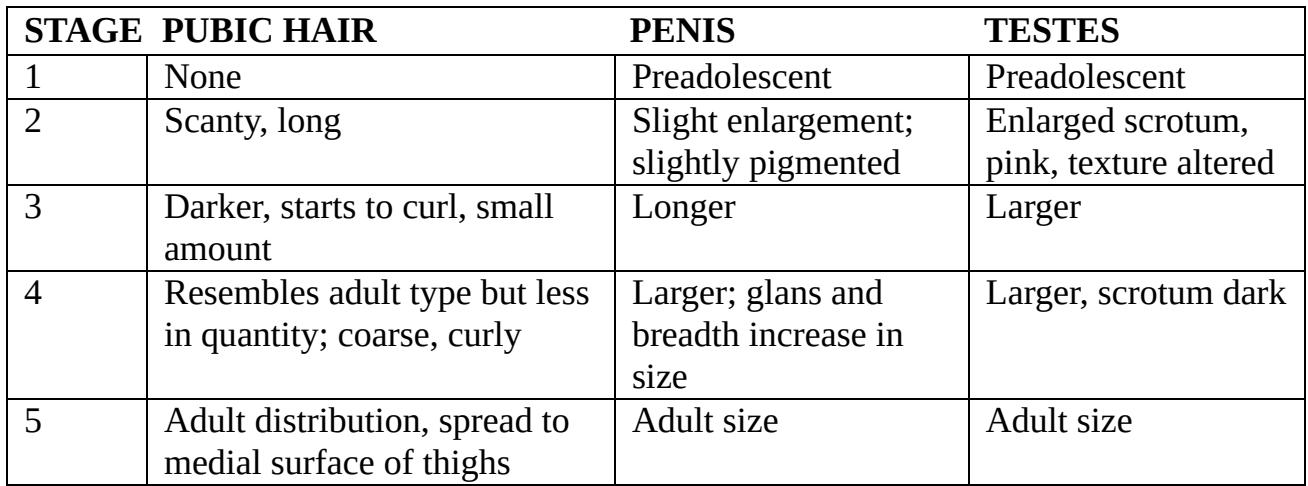 STAGE PUBIC HAIR PENIS TESTES
1 None Preadolescent Preadolescent
2 Scanty, long Slight enlargement; Enlarged scrotum,
slightly pigmented pink, texture altered
3 Darker, starts to curl, small Longer Larger
amount
4 Resembles adult type but less Larger; glans and Larger, scrotum dark
in quantity; coarse, curly breadth increase in
size
5 Adult distribution, spread to Adult size Adult size
medial surface of thighs